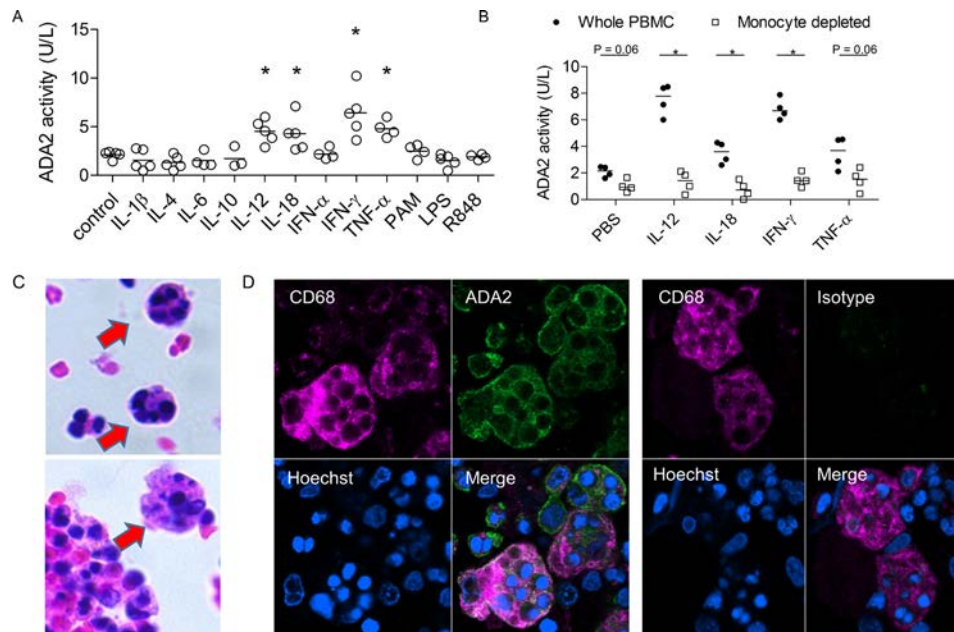 A
ADA2 activity (U/L)
15
10
5
0
* * * *
control
IL-1β
IL-4
IL-6
IL-10
IL-12
IL-18
IFN-α
IFN-γ
TNF-α
PAM
LPS
R848
B
Whole PBMC
Monocyte depleted
P = 0.06 * * * P = 0.06
ADA2 activity (U/L)
10
8
6
4
2
0
PBS
IL-12
IL-18
IFN-γ
TNF-α
C
D
CD68 ADA2
Hoechst Merge
CD68 Isotype
Hoechst Merge